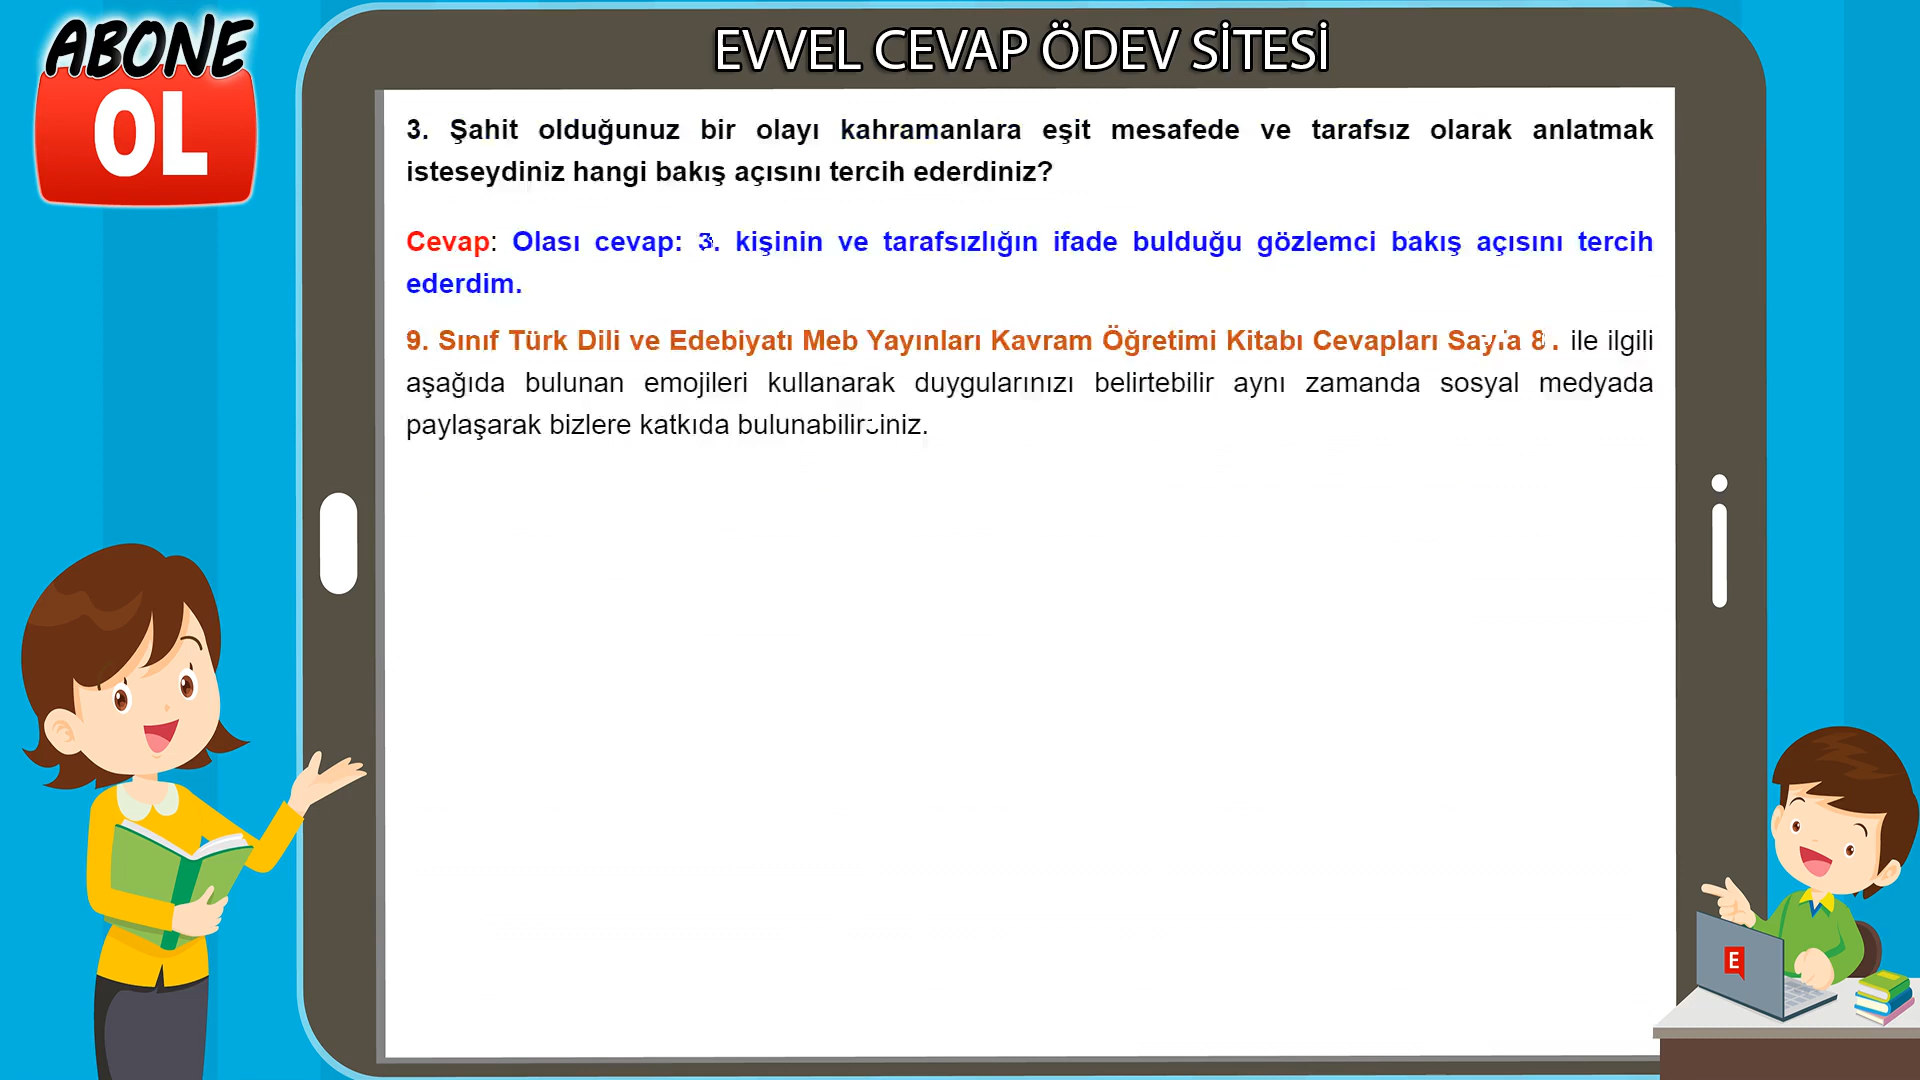 ABONE
OL
EVVEL CEVAP ÖDEV SİTESİ
3. Şahit olduğunuz bir olayı kahramanlara eşit mesafede ve tarafsız olarak anlatmak
isteseydiniz hangi bakış açısını tercih ederdiniz?
Cevap: Olası cevap: 3. kişinin ve tarafsızlığın ifade bulduğu gözlemci bakış açısını tercih
ederdim.
9. Sınıf Türk Dili ve Edebiyatı Meb Yayınları Kavram Öğretimi Kitabı Cevapları Sayfa ile ilgili
aşağıda bulunan emojileri kullanarak duygularınızı belirtebilir aynı zamanda sosyal medyada
paylaşarak bizlere katkıda bulunabilirsiniz.
E